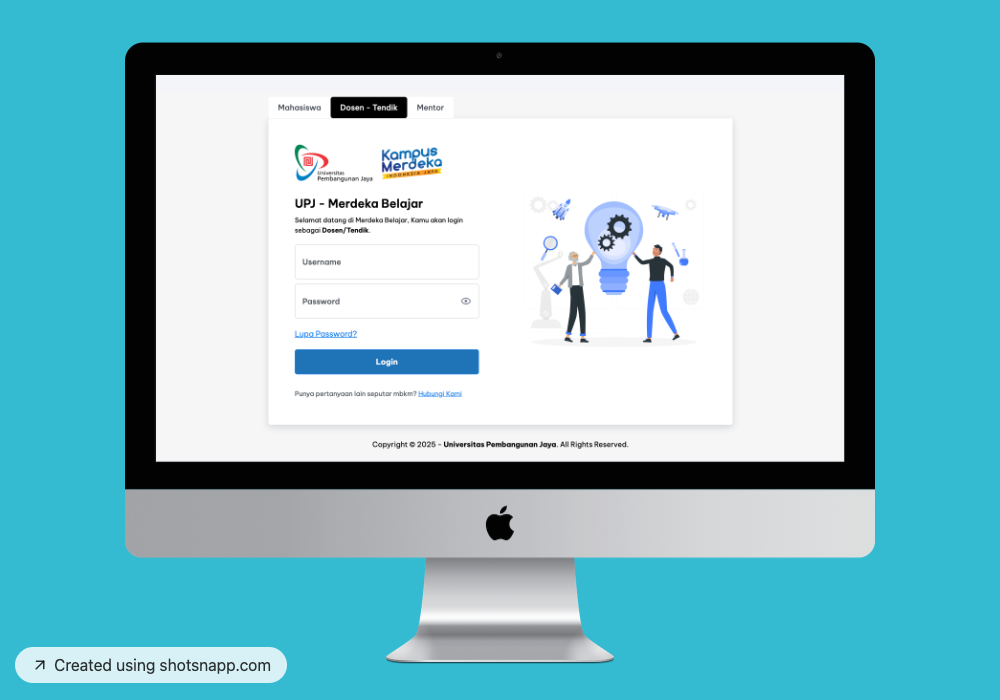 Mahasiswa
Dosen - Tendik
Mentor
Universitas
Pembangunan Jaya
Kampus
Merdeka
INDONESIA JAYA
UPJ - Merdeka Belajar
Selamat datang di Merdeka Belajar, Kamu akan login
sebagai Dosen/Tendik.
Username
Password
Lupa Password?
Login
Punya pertanyaan lain seputar mbkm? Hubungi Kami
Copyright © 2025 - Universitas Pembangunan Jaya. All Rights Reserved.
Created using shotsnapp.com